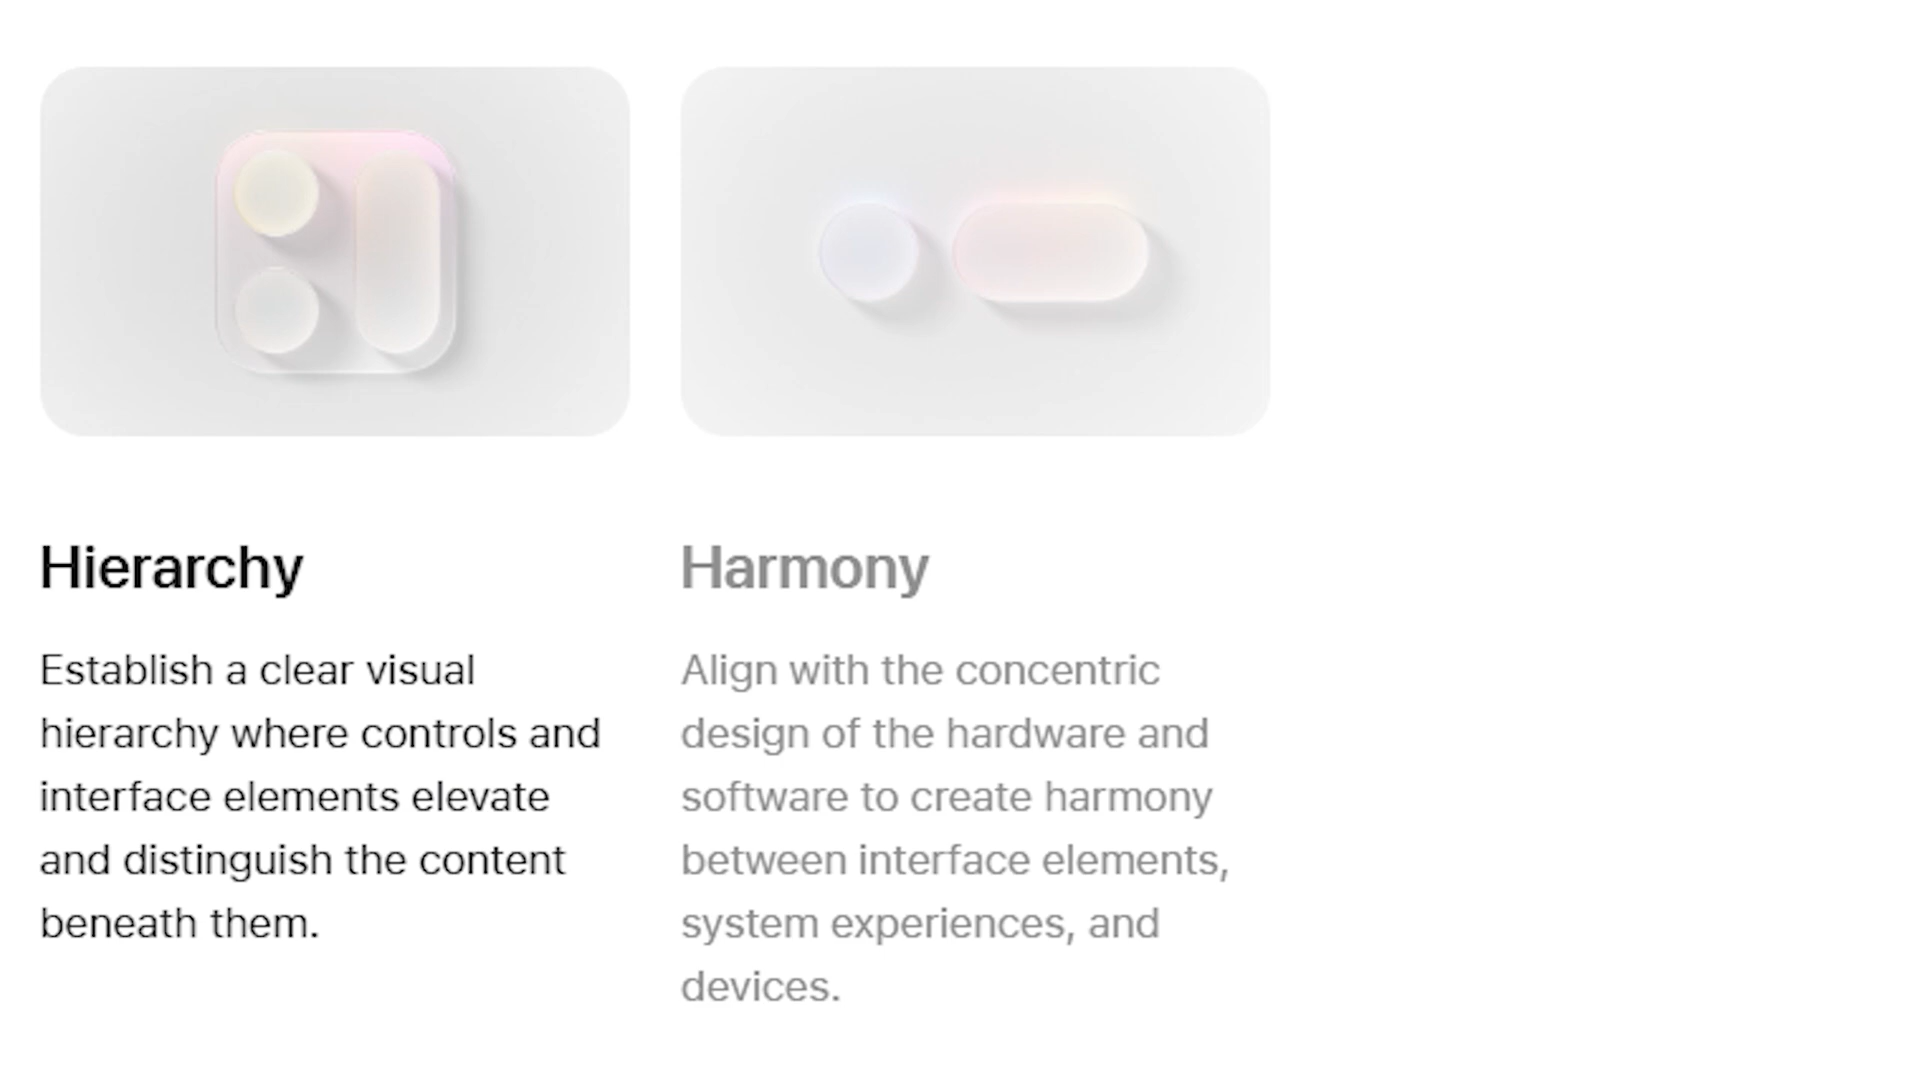 Hierarchy
Establish a clear visual
hierarchy where controls and
interface elements elevate
and distinguish the content
beneath them.
Harmony
Align with the concentric
design of the hardware and
software to create harmony
between interface elements,
system experiences, and
devices.